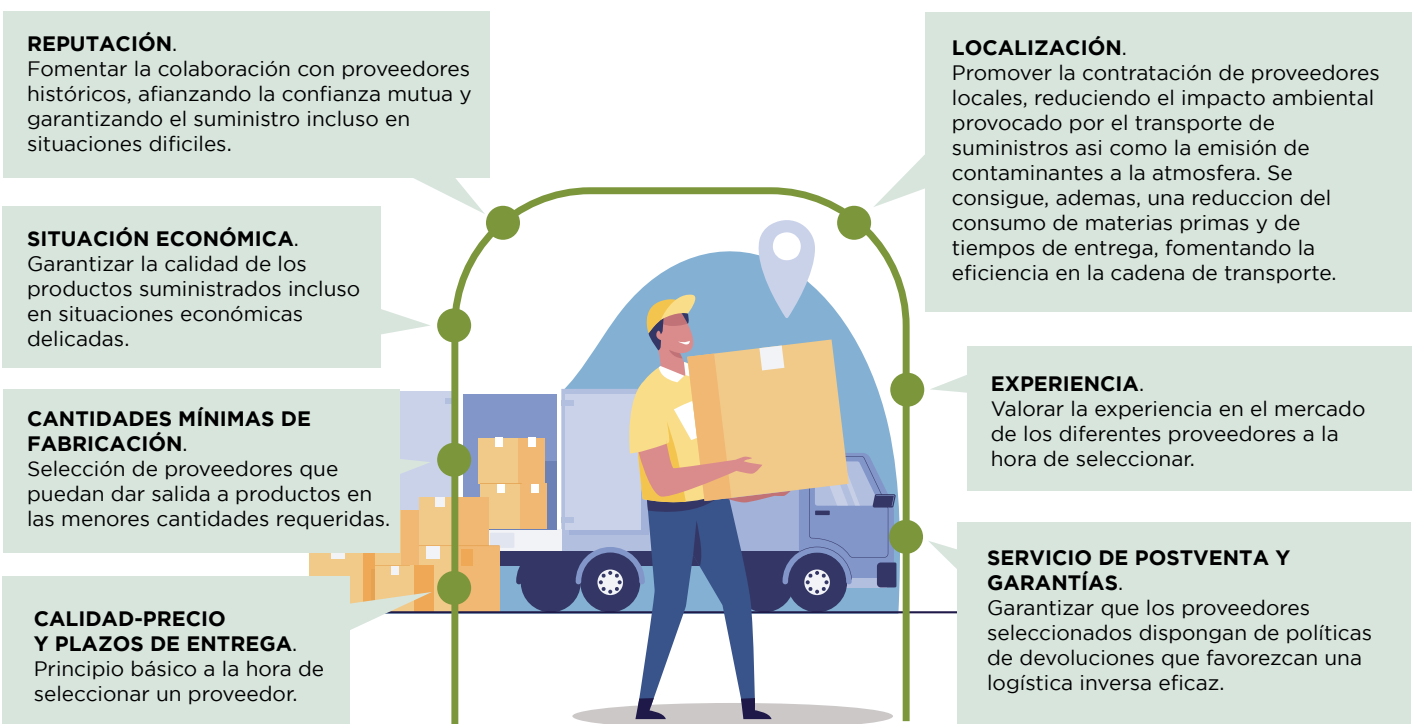 REPUTACIÓN.
Fomentar la colaboración con proveedores
históricos, afianzando la confianza mutua y
garantizando el suministro incluso en
situaciones dificiles.
SITUACIÓN ECONÓMICA.
Garantizar la calidad de los
productos suministrados incluso
en situaciones económicas
delicadas.
CANTIDADES MÍNIMAS DE
FABRICACIÓN.
Selección de proveedores que
puedan dar salida a productos en
las menores cantidades requeridas.
CALIDAD-PRECIO
Y PLAZOS DE ENTREGA.
Principio básico a la hora de
seleccionar un proveedor.
LOCALIZACIÓN.
Promover la contratación de proveedores
locales, reduciendo el impacto ambiental
provocado por el transporte de
suministros asi como la emisión de
contaminantes a la atmosfera. Se
consigue, ademas, una reduccion del
consumo de materias primas y de
tiempos de entrega, fomentando la
eficiencia en la cadena de transporte.
EXPERIENCIA.
Valorar la experiencia en el mercado
de los diferentes proveedores a la
hora de seleccionar.
SERVICIO DE POSTVENTA Y
GARANTÍAS.
Garantizar que los proveedores
seleccionados dispongan de políticas
de devoluciones que favorezcan una
logística inversa eficaz.